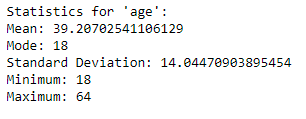 Statistics for 'age':
Mean: 39.20702541106129
Mode: 18
Standard Deviation: 14.04470903895454
Minimum: 18
Maximum: 64